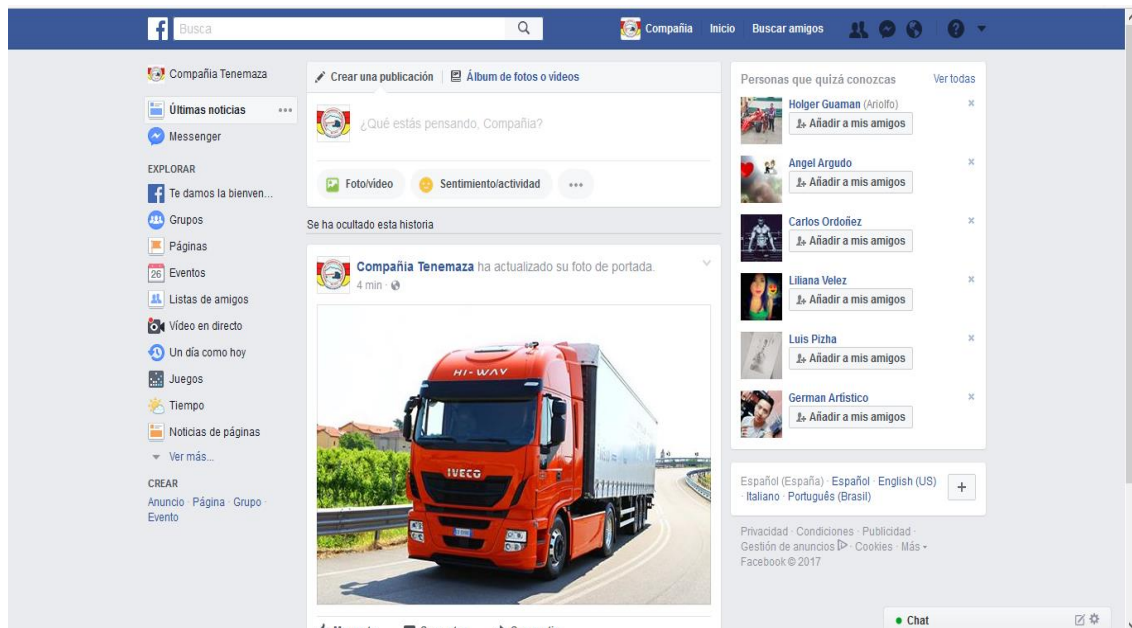 Busca
Compañia
Inicio
Buscar amigos
Compañia Tenemaza
Últimas noticias
Messenger
EXPLORAR
Te damos la bienven...
Grupos
Páginas
26 Eventos
Listas de amigos
Vídeo en directo
Un día como hoy
Juegos
Tiempo
Noticias de páginas
Ver más...
CREAR
Anuncio · Página · Grupo ·
Evento
Crear una publicación
Álbum de fotos o vídeos
¿Qué estás pensando, Compañia?
Foto/vídeo
Sentimiento/actividad
Se ha ocultado esta historia
Compañia Tenemaza ha actualizado su foto de portada.
4 min ·
HI-WAY
IVECO
Personas que quizá conozcas
Ver todas
Holger Guaman (Ariolfo)
Añadir a mis amigos
Angel Argudo
Añadir a mis amigos
Carlos Ordoñez
Añadir a mis amigos
Liliana Velez
Añadir a mis amigos
Luis Pizha
Añadir a mis amigos
German Artistico
Añadir a mis amigos
Español (España) · Español · English (US)
· Italiano · Português (Brasil)
Privacidad · Condiciones · Publicidad ·
Gestión de anuncios · Cookies · Más
Facebook © 2017
Chat